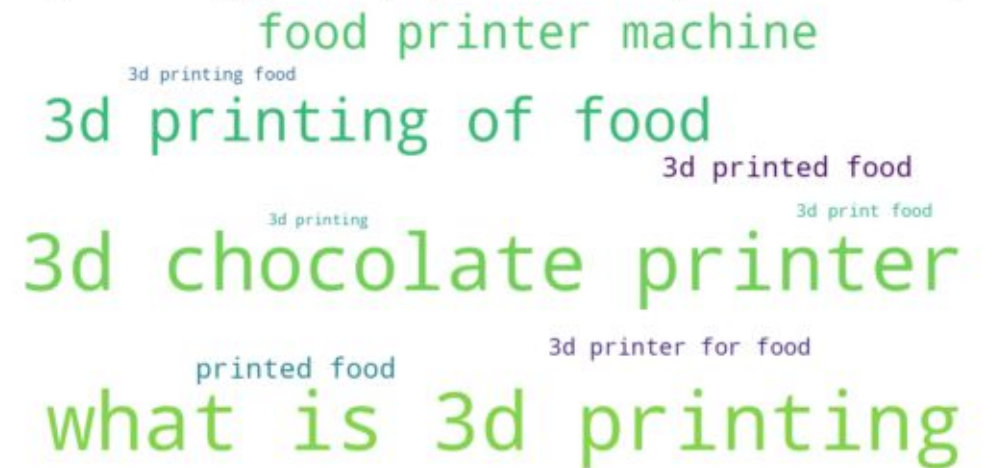 food printer machine
3d printing food
3d printing of food
3d printed food
3d print food
3d printing
3d chocolate printer
3d printer for food
printed food
what is 3d printing